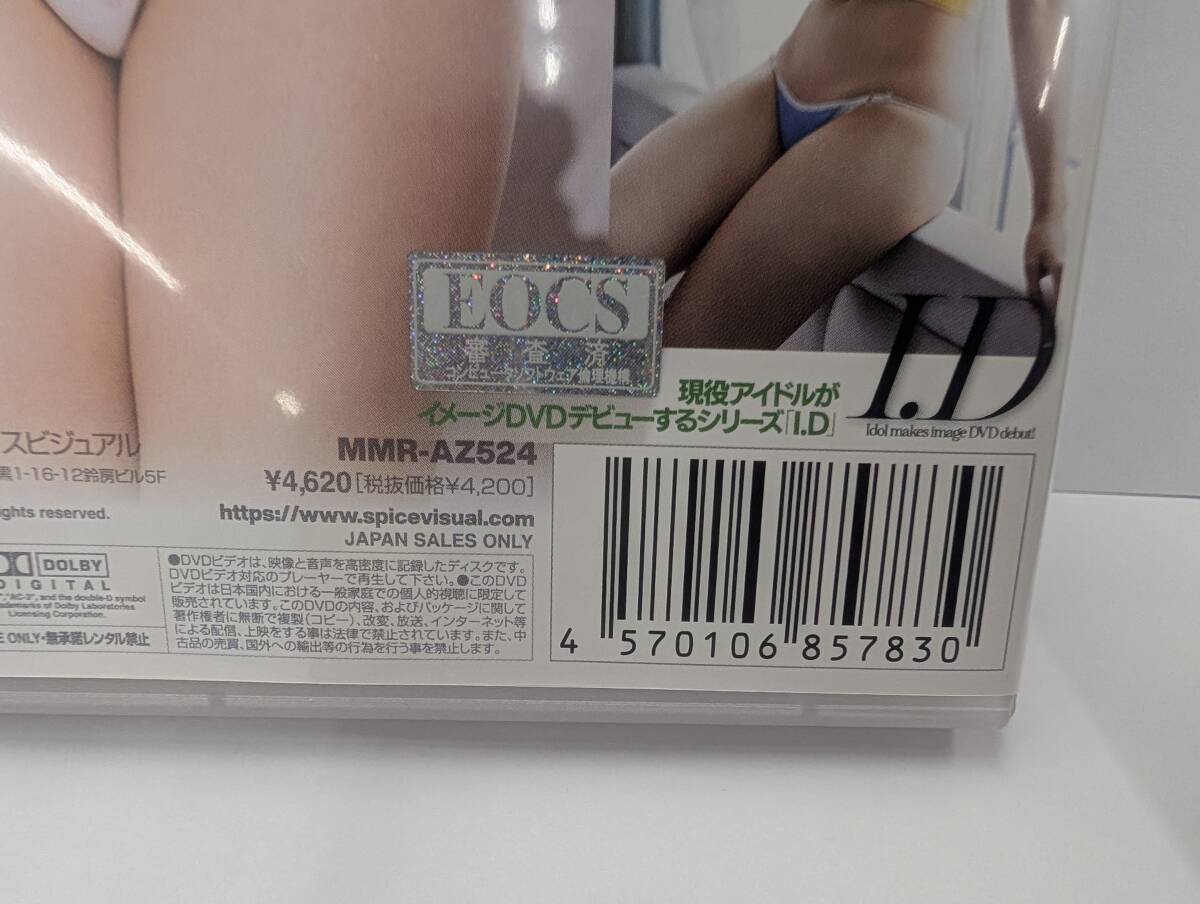 EOCS
審査済
コンピュータソフトウェア倫理機構
I.D
Idol makes image DVD debut!
現役アイドルが
イメージDVDデビューするシリーズ「I.D」
スビジュアル
黒1-16-12鈴房ビル5F
ights reserved.
MMR-AZ524
¥4,620[税抜価格¥4,200]
https://www.spicevisual.com
JAPAN SALES ONLY
DOLBY
DIGITAL
"AC-3", and the double-D symbol
ademarks of Dolby Laboratories
Licensing Corporation.
E ONLY・無承諾レンタル禁止
●DVDビデオは、映像と音声を高密度に記録したディスクです。
DVDビデオ対応のプレーヤーで再生して下さい。●このDVD
ビデオは日本国内における一般家庭での個人的視聴に限定して
販売されています。このDVDの内容、およびパッケージに関して
著作権者に無断で複製(コピー)、改変、放送、インターネット等
による配信、上映をする事は法律で禁止されています。また、中
古品の売買、国外への輸出等の行為を行う事を禁止します。
4 570106 857830